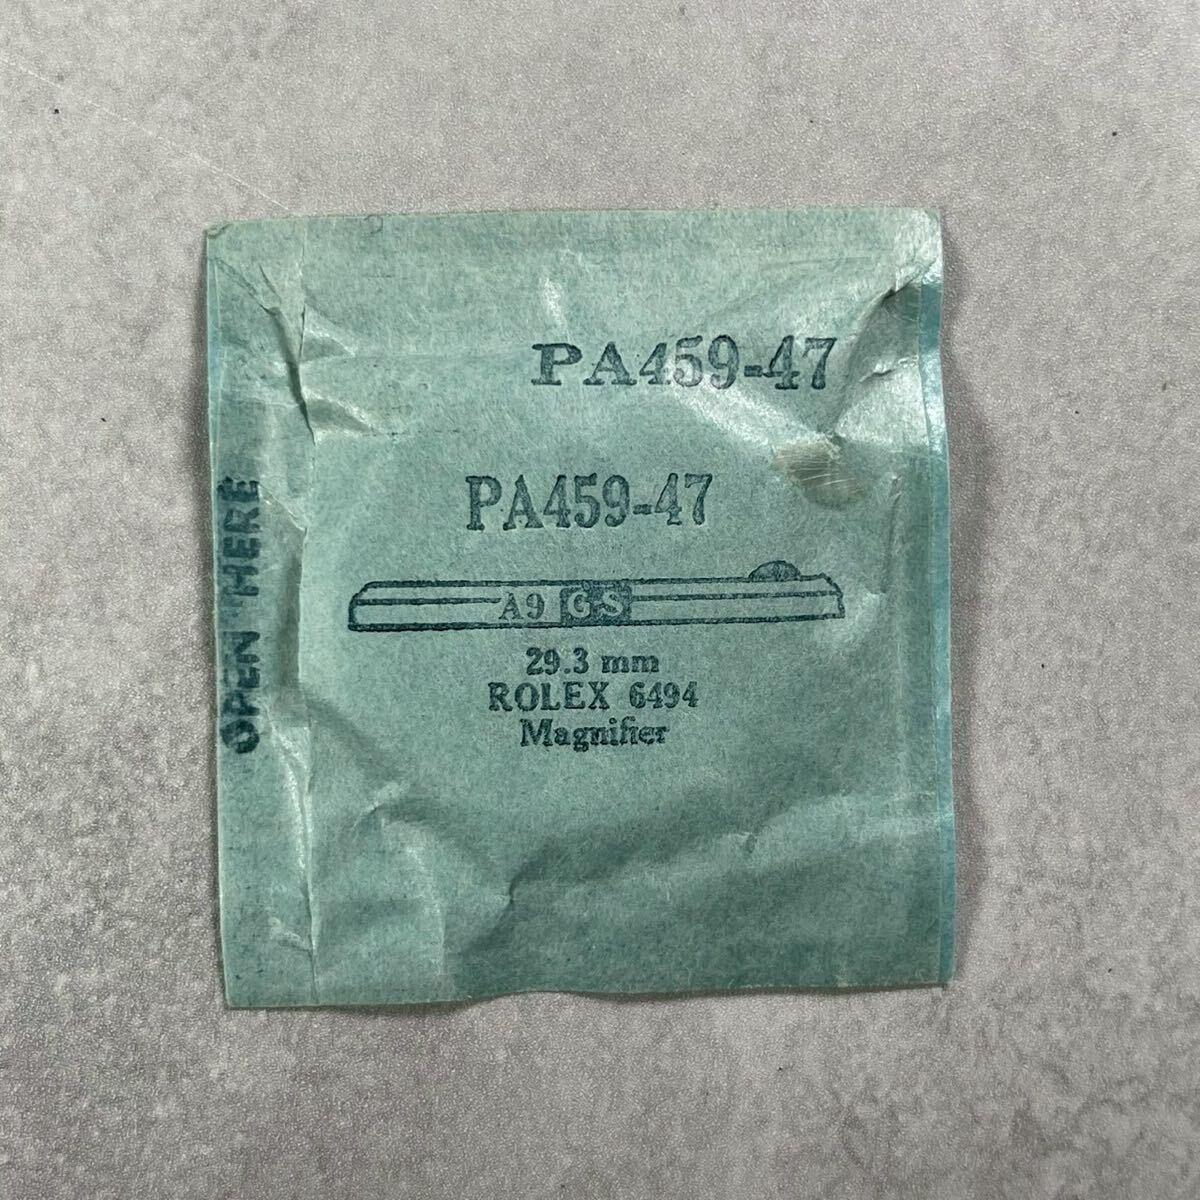 PA459-47
PA459-47
A9 GS
29.3 mm
ROLEX 6494
Magnifier
OPEN HERE